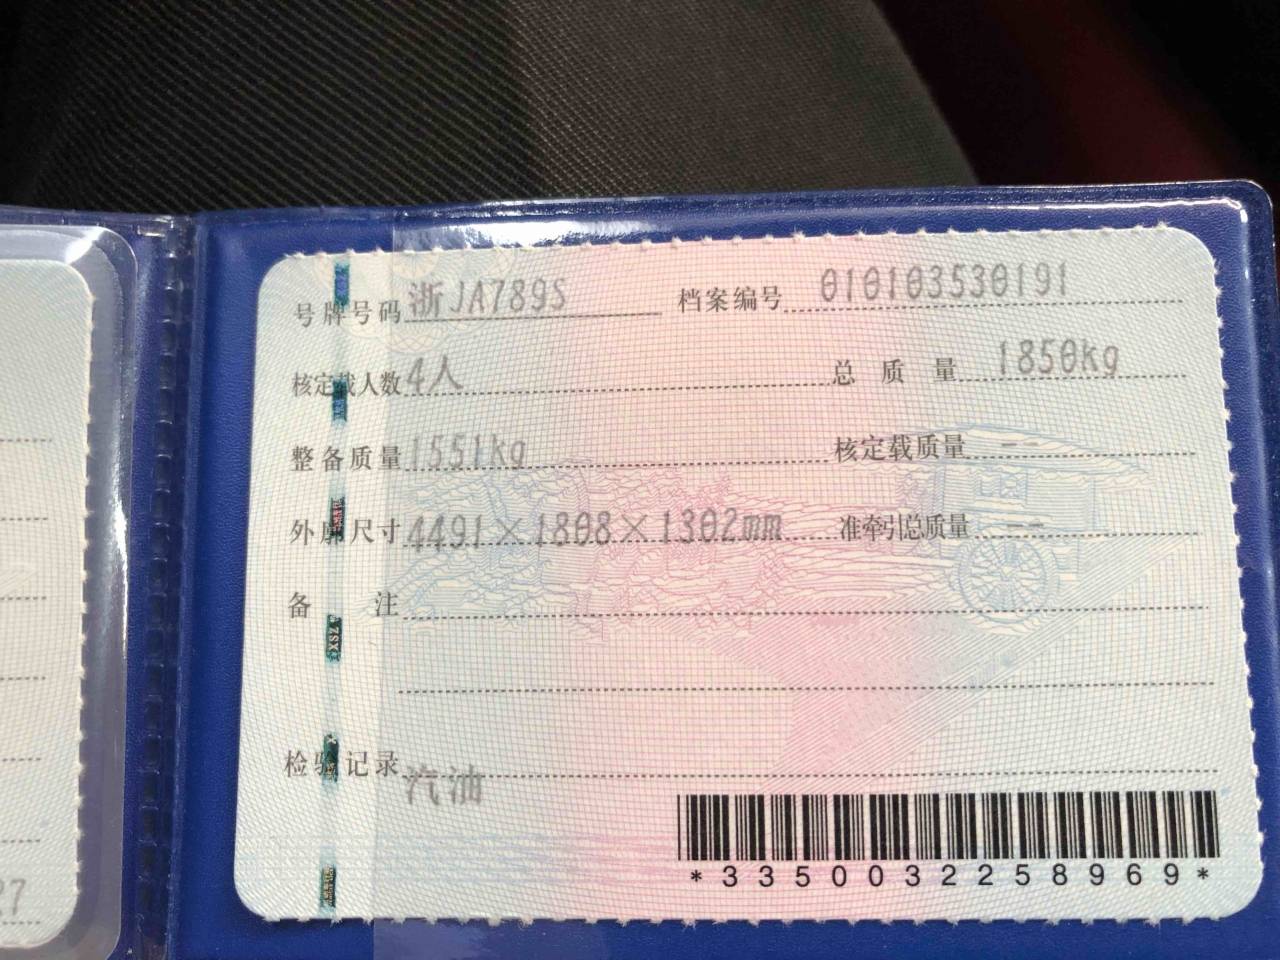 号牌号码 浙JA789S 档案编号 010103530191
核定载人数 4人 总质量 1850kg
整备质量 1551kg 核定载质量 --
外廓尺寸 4491×1808×1302mm 准牵引总质量 --
备注
检验记录 汽油
*3350032258969*
XSZ
27